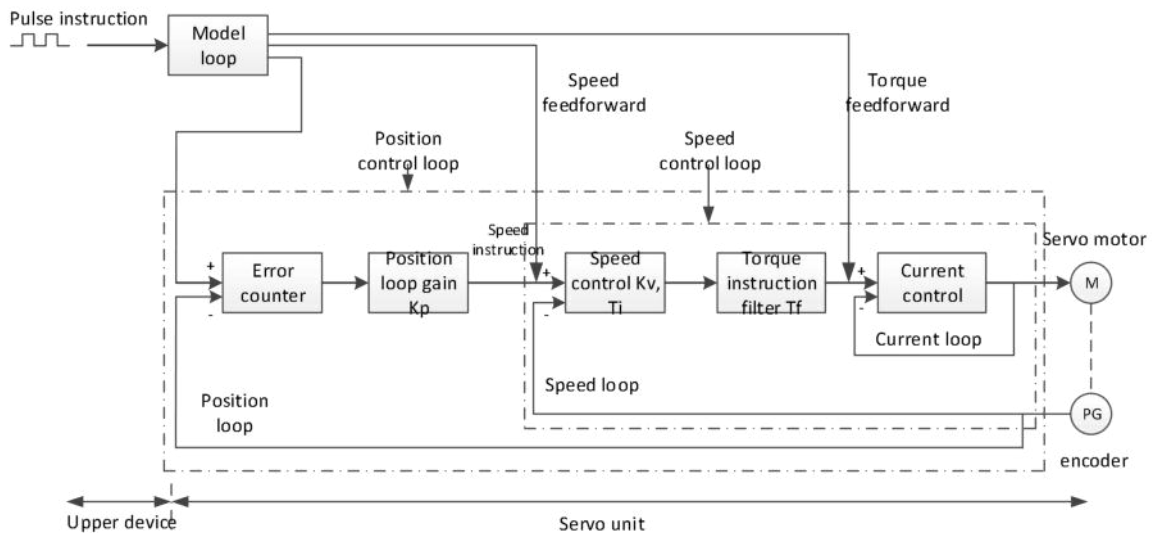 Pulse instruction
Model
loop
Speed
feedforward
Torque
feedforward
Position
control loop
Speed
control loop
Speed
instruction
Servo motor
+
-
Error
counter
Position
loop gain
Kp
+
-
Speed
control Kv,
Ti
Torque
instruction
filter Tf
+
-
Current
control
M
Current loop
Speed loop
Position
loop
PG
encoder
Upper device
Servo unit